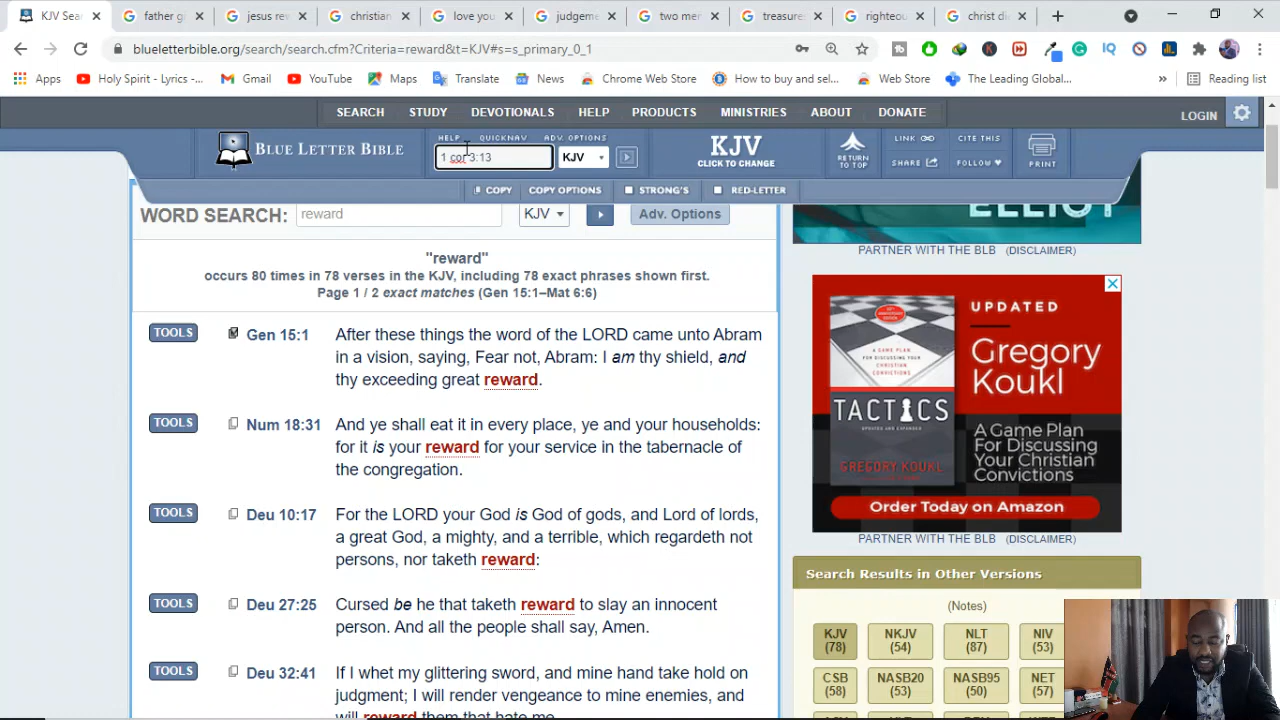 KJV Sea
father g
jesus rew
christian
love you
judgeme
two mer
treasure
righteou
christ di
blueletterbible.org/search/search.cfm?Criteria=reward&t=KJV#s=s_primary_0_1
Apps
Holy Spirit - Lyrics -...
Gmail
YouTube
Maps
Translate
News
Chrome Web Store
How to buy and sel...
Web Store
The Leading Global...
»
Reading list
SEARCH STUDY DEVOTIONALS HELP PRODUCTS MINISTRIES ABOUT DONATE
LOGIN
HELP QUICKNAV ADV. OPTIONS
BLUE LETTER BIBLE
1 cor 3:13
KJV
KJV
CLICK TO CHANGE
RETURN
TO TOP
LINK
CITE THIS
SHARE
FOLLOW
PRINT
COPY COPY OPTIONS STRONG'S RED-LETTER
WORD SEARCH: reward KJV Adv. Options
"reward"
occurs 80 times in 78 verses in the KJV, including 78 exact phrases shown first.
Page 1 / 2 exact matches (Gen 15:1–Mat 6:6)
TOOLS Gen 15:1 After these things the word of the LORD came unto Abram
in a vision, saying, Fear not, Abram: I am thy shield, and
thy exceeding great reward.
TOOLS Num 18:31 And ye shall eat it in every place, ye and your households:
for it is your reward for your service in the tabernacle of
the congregation.
TOOLS Deu 10:17 For the LORD your God is God of gods, and Lord of lords,
a great God, a mighty, and a terrible, which regardeth not
persons, nor taketh reward:
TOOLS Deu 27:25 Cursed be he that taketh reward to slay an innocent
person. And all the people shall say, Amen.
TOOLS Deu 32:41 If I whet my glittering sword, and mine hand take hold on
judgment; I will render vengeance to mine enemies, and
will reward them that hate me.
ELLIOT
PARTNER WITH THE BLB (DISCLAIMER)
UPDATED
Gregory
Koukl
TACTICS
GREGORY KOUKL
A Game Plan
For Discussing
Your Christian
Convictions
Order Today on Amazon
PARTNER WITH THE BLB (DISCLAIMER)
Search Results in Other Versions
(Notes)
KJV
(78)
NKJV
(54)
NLT
(87)
NIV
(53)
CSB
(58)
NASB20
(53)
NASB95
(50)
NET
(57)